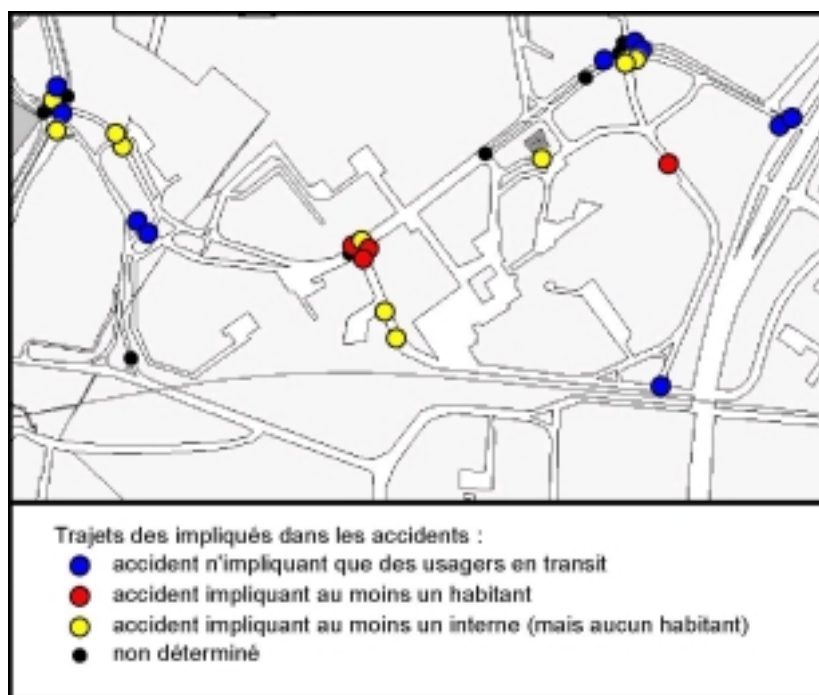 Trajets des impliqués dans les accidents :
accident n'impliquant que des usagers en transit
accident impliquant au moins un habitant
accident impliquant au moins un interne (mais aucun habitant)
non déterminé